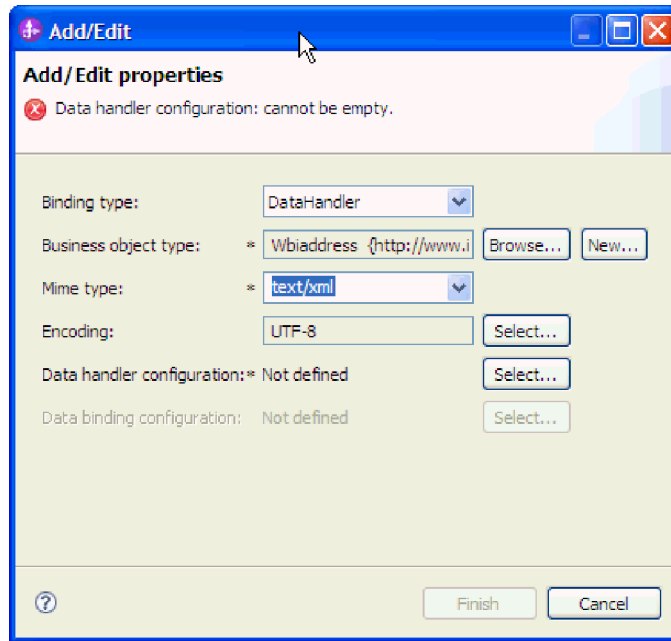 Add/Edit
Add/Edit properties
Data handler configuration: cannot be empty.
Binding type: DataHandler
Business object type: * Wbiaddress {http://www.i Browse... New...
Mime type: * text/xml
Encoding: UTF-8 Select...
Data handler configuration:* Not defined Select...
Data binding configuration: Not defined Select...
? Finish Cancel